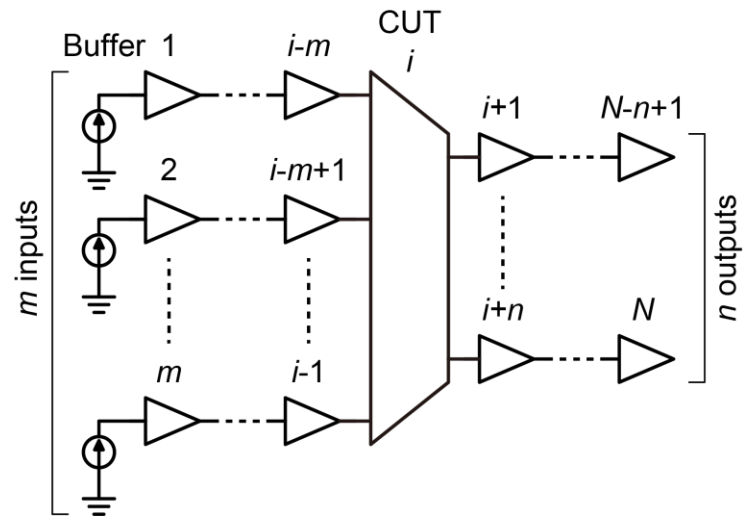 CUT
Buffer 1
i-m
i
i+1
N-n+1
2
i-m+1
m inputs
n outputs
i+n
N
m
i-1